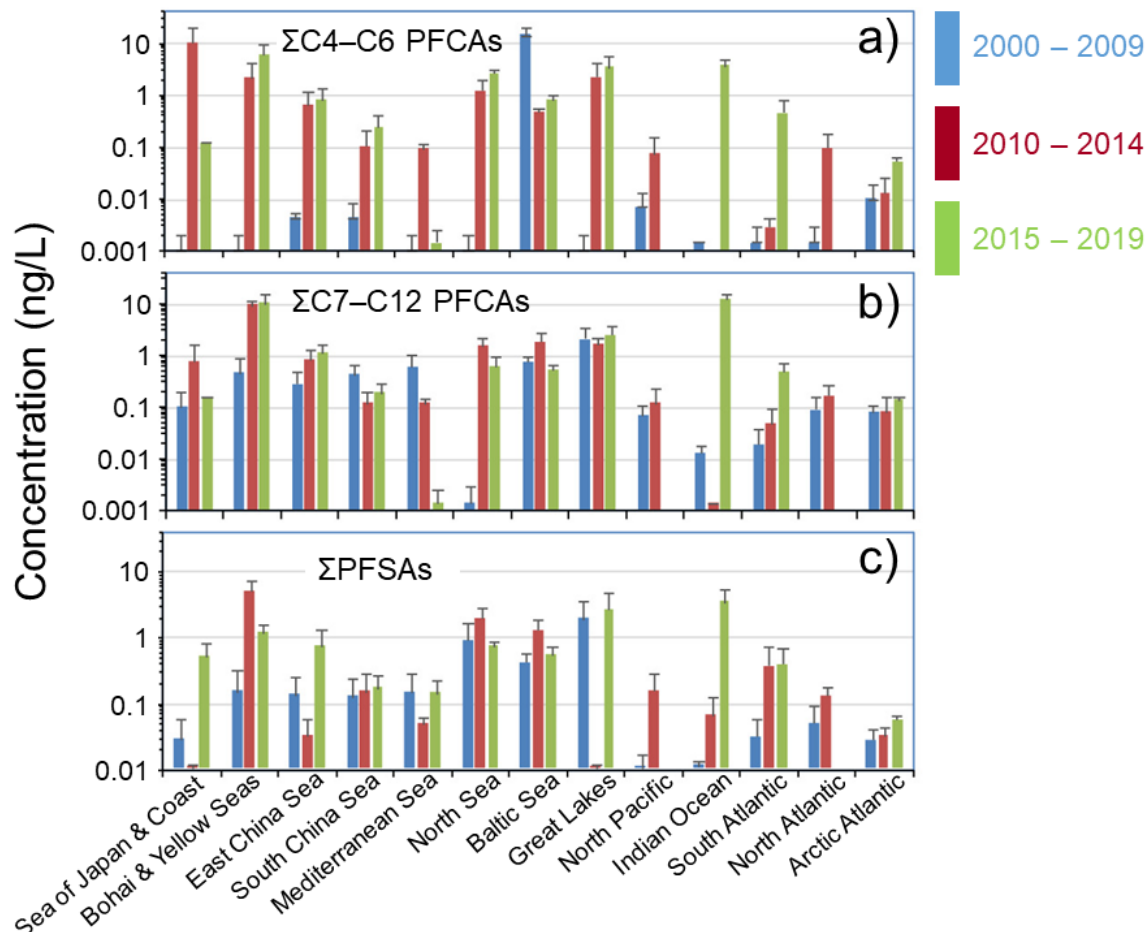 ΣC4–C6 PFCAs
a)
10
1
0.1
0.01
0.001
ΣC7–C12 PFCAs
b)
10
1
0.1
0.01
0.001
ΣPFSAs
c)
10
1
0.1
0.01
Concentration (ng/L)
Sea of Japan & Coast
Bohai & Yellow Seas
East China Sea
South China Sea
Mediterranean Sea
North Sea
Baltic Sea
Great Lakes
North Pacific
Indian Ocean
South Atlantic
North Atlantic
Arctic Atlantic
2000 – 2009
2010 – 2014
2015 – 2019